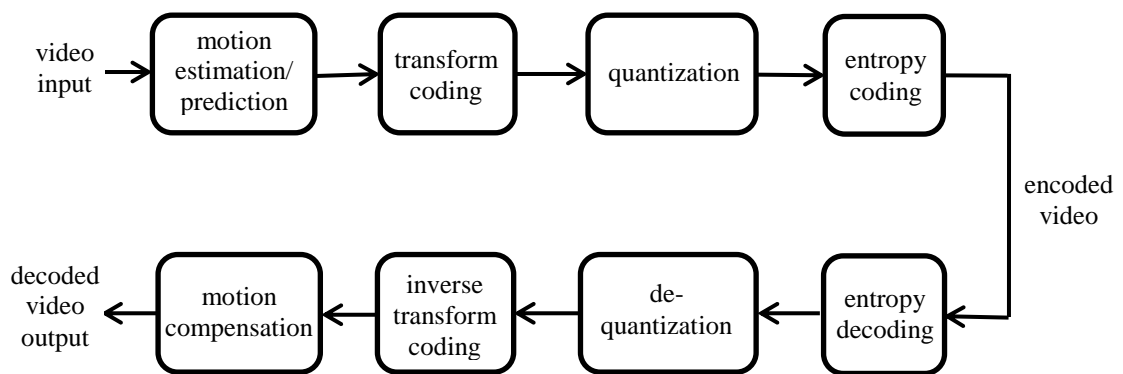 video
input
motion
estimation/
prediction
transform
coding
quantization
entropy
coding
encoded
video
decoded
video
output
motion
compensation
inverse
transform
coding
de-
quantization
entropy
decoding